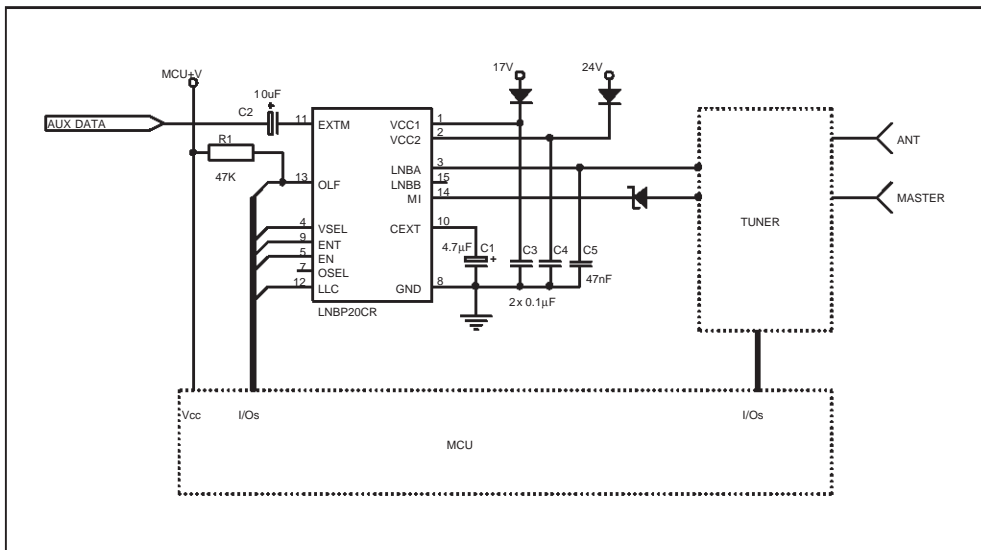 MCU+V
17V
24V
10uF
C2
AUX DATA
11
EXTM
VCC1
1
VCC2
2
ANT
R1
LNBA
3
47K
13
OLF
LNBB
15
MI
14
MASTER
TUNER
4
VSEL
CEXT
10
9
ENT
4.7µF
C1
+
C3
C4
C5
5
EN
7
OSEL
47nF
12
LLC
GND
8
2x 0.1µF
LNBP20CR
Vcc
I/Os
I/Os
MCU